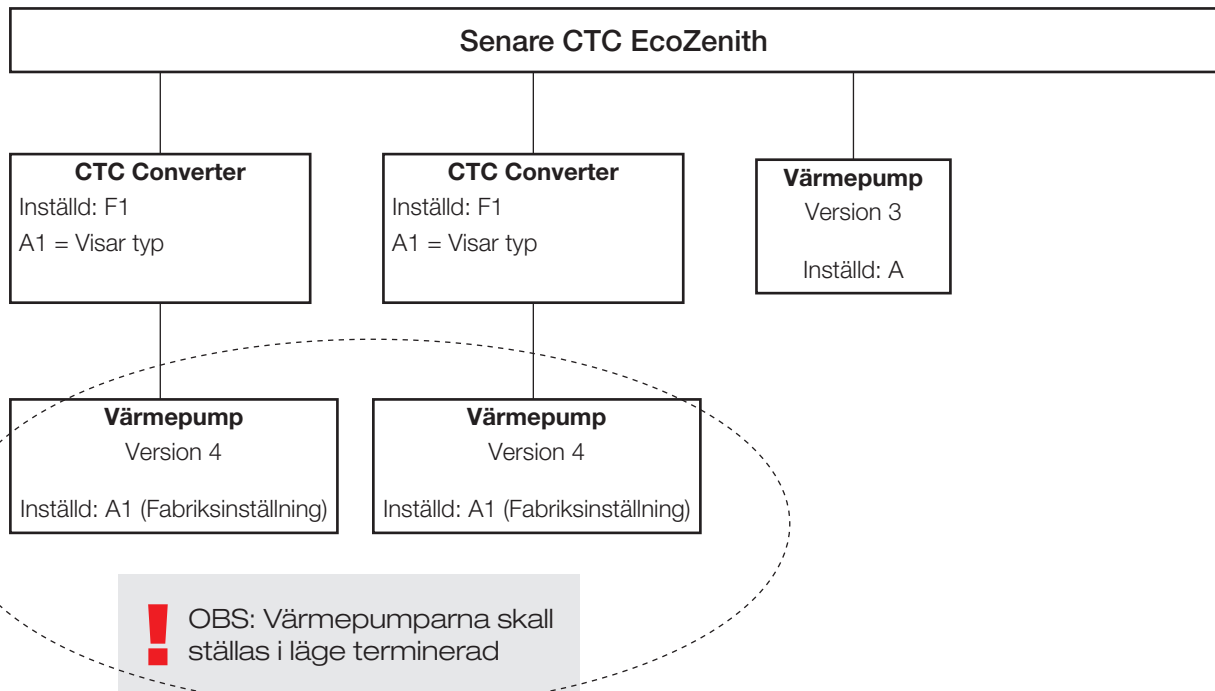 Senare CTC EcoZenith
CTC Converter
Inställd: F1
A1 = Visar typ
CTC Converter
Inställd: F1
A1 = Visar typ
Värmepump
Version 3
Inställd: A
Värmepump
Version 4
Inställd: A1 (Fabriksinställning)
Värmepump
Version 4
Inställd: A1 (Fabriksinställning)
! OBS: Värmepumparna skall
ställas i läge terminerad